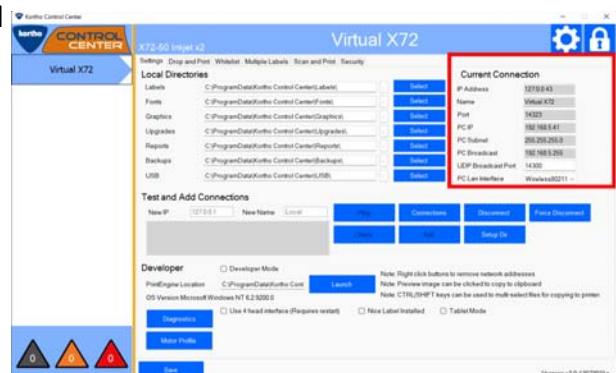 Kortho Control Center
kortho CONTROL CENTER
X72-50 Inkjet x2
Virtual X72
Virtual X72
Settings Drop and Print Whitelist Multiple Labels Scan and Print Security
Local Directories
Labels C:\ProgramData\Kortho Control Center\Labels\ Select
Fonts C:\ProgramData\Kortho Control Center\Fonts\ Select
Graphics C:\ProgramData\Kortho Control Center\Graphics\ Select
Upgrades C:\ProgramData\Kortho Control Center\Upgrades\ Select
Reports C:\ProgramData\Kortho Control Center\Reports\ Select
Backups C:\ProgramData\Kortho Control Center\Backups\ Select
USB C:\ProgramData\Kortho Control Center\USB\ Select
Current Connection
IP Address 127.0.0.43
Name Virtual X72
Port 14323
PC IP 192.168.5.41
PC Subnet 255.255.255.0
PC Broadcast 192.168.5.255
UDP Broadcast Port 14300
PC Lan Interface Wireless80211
Test and Add Connections
New IP 127.0.0.1 New Name Local Ping Connections Disconnect Force Disconnect
Add Setup Dir
Developer
Developer Mode
PrintEngine Location C:\ProgramData\Kortho Cont Launch
OS Version Microsoft Windows NT 6.2.9200.0
Note: Right click buttons to remove network addresses
Note: Preview image can be clicked to copy to clipboard
Note: CTRL/SHIFT keys can be used to multi-select files for copying to printer.
Diagnostics
Use 4 head interface (Requires restart) Nice Label Installed Tablet Mode
Motor Profile
0 0 0
Save